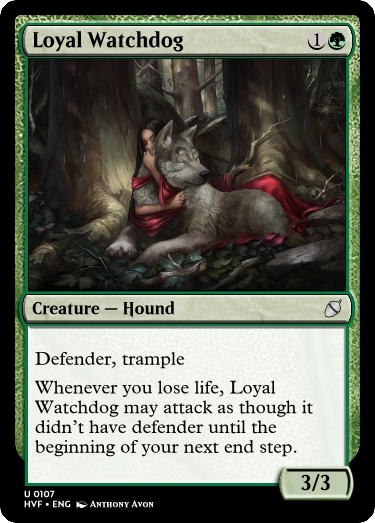 Loyal Watchdog 1
Creature — Hound
Defender, trample
Whenever you lose life, Loyal
Watchdog may attack as though it
didn't have defender until the
beginning of your next end step.
3/3
U 0107
HVF • ENG Anthony Avon